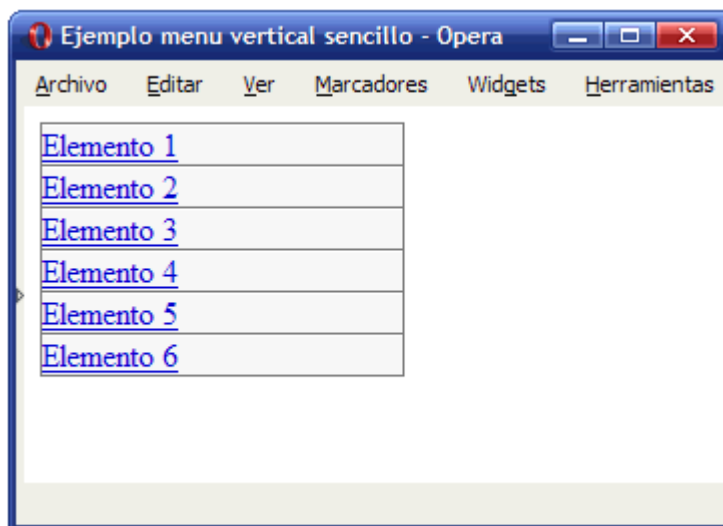 Ejemplo menu vertical sencillo - Opera
Archivo Editar Ver Marcadores Widgets Herramientas
Elemento 1
Elemento 2
Elemento 3
Elemento 4
Elemento 5
Elemento 6